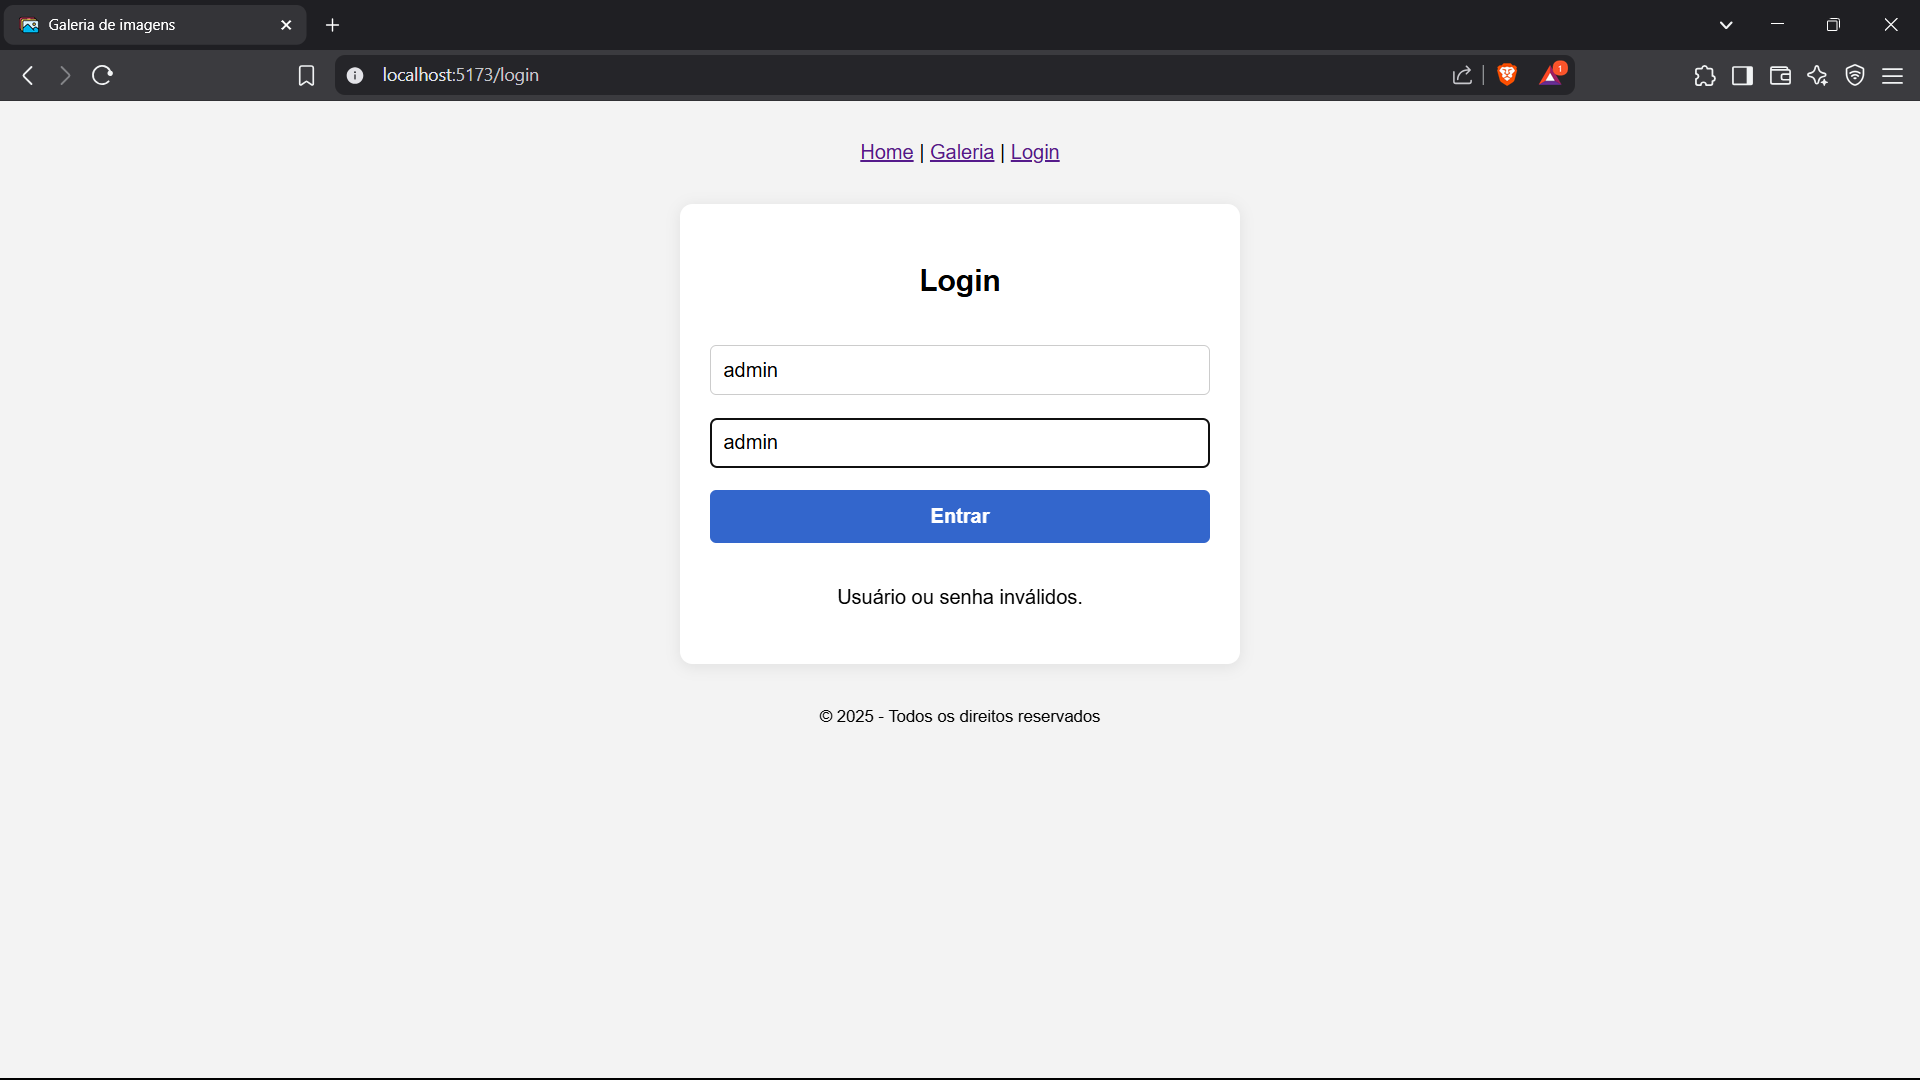 Galeria de imagens
localhost:5173/login
1
Home | Galeria | Login
Login
admin
admin
Entrar
Usuário ou senha inválidos.
© 2025 - Todos os direitos reservados